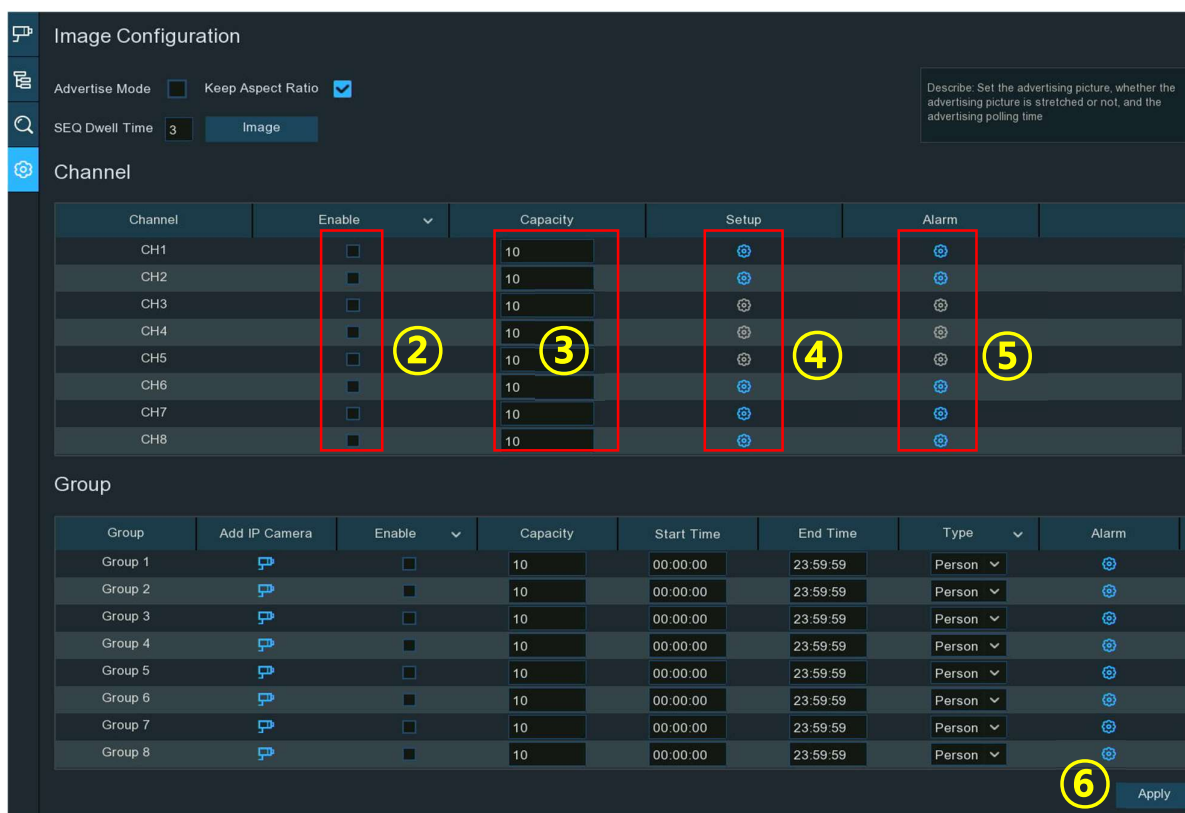 Image Configuration
Advertise Mode Keep Aspect Ratio
Describe: Set the advertising picture, whether the
advertising picture is stretched or not, and the
advertising polling time
SEQ Dwell Time 3 Image
Channel
Channel Enable Capacity Setup Alarm
CH1 10
CH2 10
CH3 10
CH4 10
CH5 10
CH6 10
CH7 10
CH8 10
② ③ ④ ⑤
Group
Group Add IP Camera Enable Capacity Start Time End Time Type Alarm
Group 1 10 00:00:00 23:59:59 Person
Group 2 10 00:00:00 23:59:59 Person
Group 3 10 00:00:00 23:59:59 Person
Group 4 10 00:00:00 23:59:59 Person
Group 5 10 00:00:00 23:59:59 Person
Group 6 10 00:00:00 23:59:59 Person
Group 7 10 00:00:00 23:59:59 Person
Group 8 10 00:00:00 23:59:59 Person
⑥ Apply